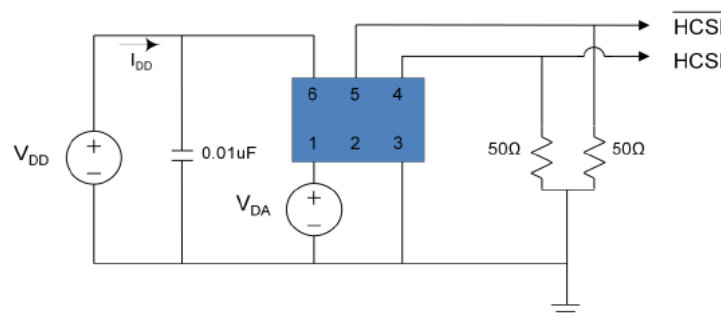 HCSL
HCSL
I_DD
6 5 4
1 2 3
V_DD
0.01uF
V_DA
50Ω
50Ω